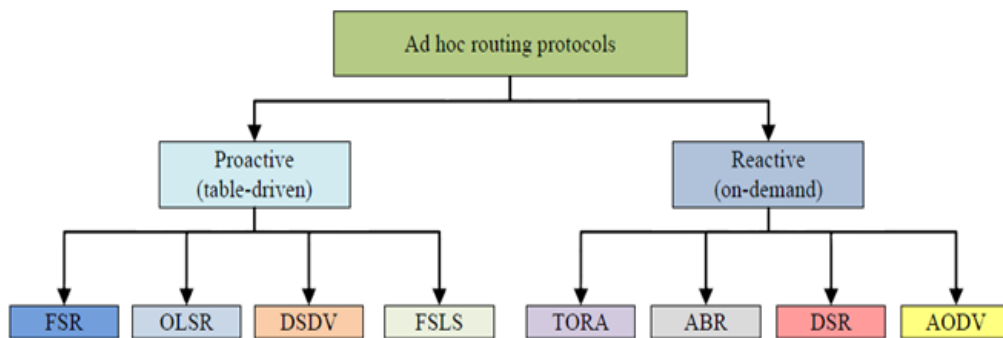 Ad hoc routing protocols
Proactive
(table-driven)
Reactive
(on-demand)
FSR
OLSR
DSDV
FSLS
TORA
ABR
DSR
AODV